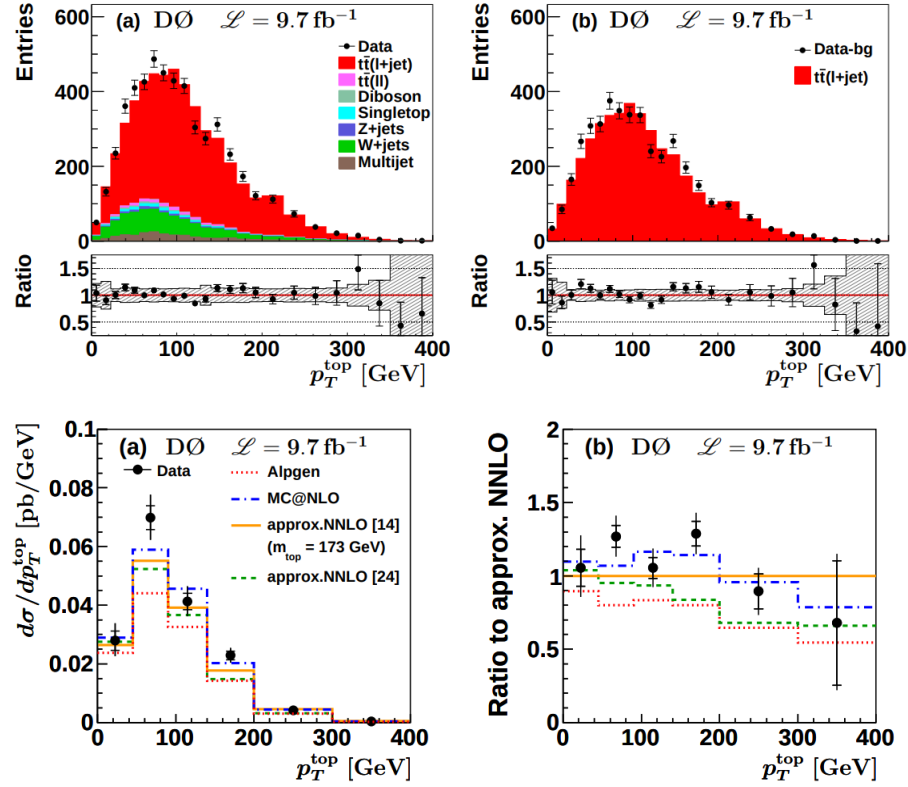 (a) DØ ℒ = 9.7 fb⁻¹
Entries
600
400
200
0
Data
tt̄(l+jet)
tt̄(ll)
Diboson
Singletop
Z+jets
W+jets
Multijet
Ratio
1.5
1
0.5
0 100 200 300 400
p_T^top [GeV]
(b) DØ ℒ = 9.7 fb⁻¹
Entries
600
400
200
0
Data-bg
tt̄(l+jet)
Ratio
1.5
1
0.5
0 100 200 300 400
p_T^top [GeV]
(a) DØ ℒ = 9.7 fb⁻¹
dσ/dp_T^top [pb/GeV]
0.1
0.08
0.06
0.04
0.02
0
Data
Alpgen
MC@NLO
approx.NNLO [14]
(m_top = 173 GeV)
approx.NNLO [24]
0 100 200 300 400
p_T^top [GeV]
(b) DØ ℒ = 9.7 fb⁻¹
Ratio to approx. NNLO
2
1.5
1
0.5
0
0 100 200 300 400
p_T^top [GeV]